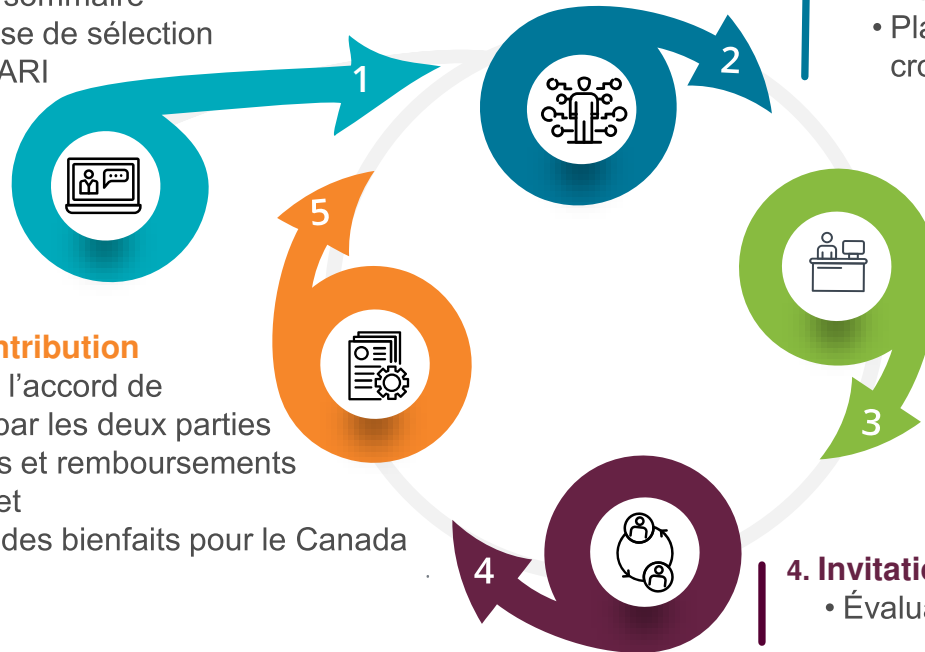 sommaire
se de sélection
ARI
1
2
• Pla
cro
5
3
ntribution
l’accord de
par les deux parties
s et remboursements
et
des bienfaits pour le Canada
4
4. Invitatio
• Évalua